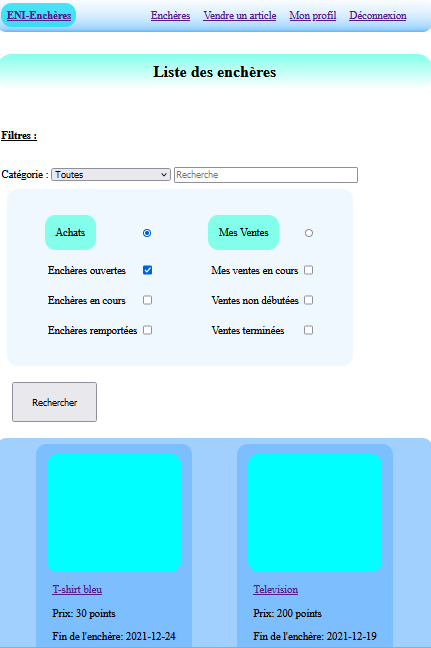 ENI-Enchères Enchères Vendre un article Mon profil Déconnexion
Liste des enchères
Filtres :
Catégorie : Toutes Recherche
Achats Mes Ventes
Enchères ouvertes Mes ventes en cours
Enchères en cours Ventes non débutées
Enchères remportées Ventes terminées
Rechercher
T-shirt bleu Television
Prix: 30 points Prix: 200 points
Fin de l'enchère: 2021-12-24 Fin de l'enchère: 2021-12-19